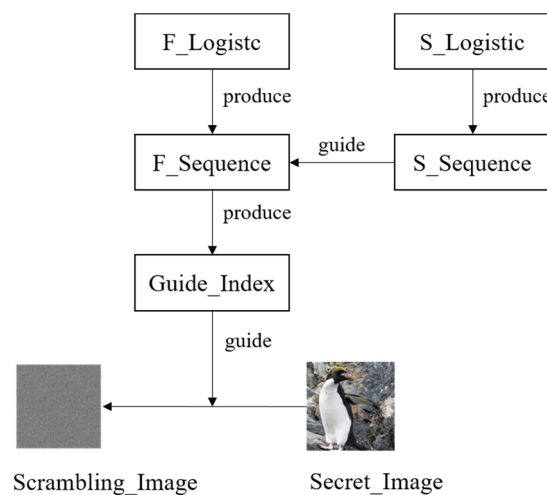 F_Logistc
S_Logistic
produce
produce
F_Sequence
guide
S_Sequence
produce
Guide_Index
guide
Scrambling_Image
Secret_Image